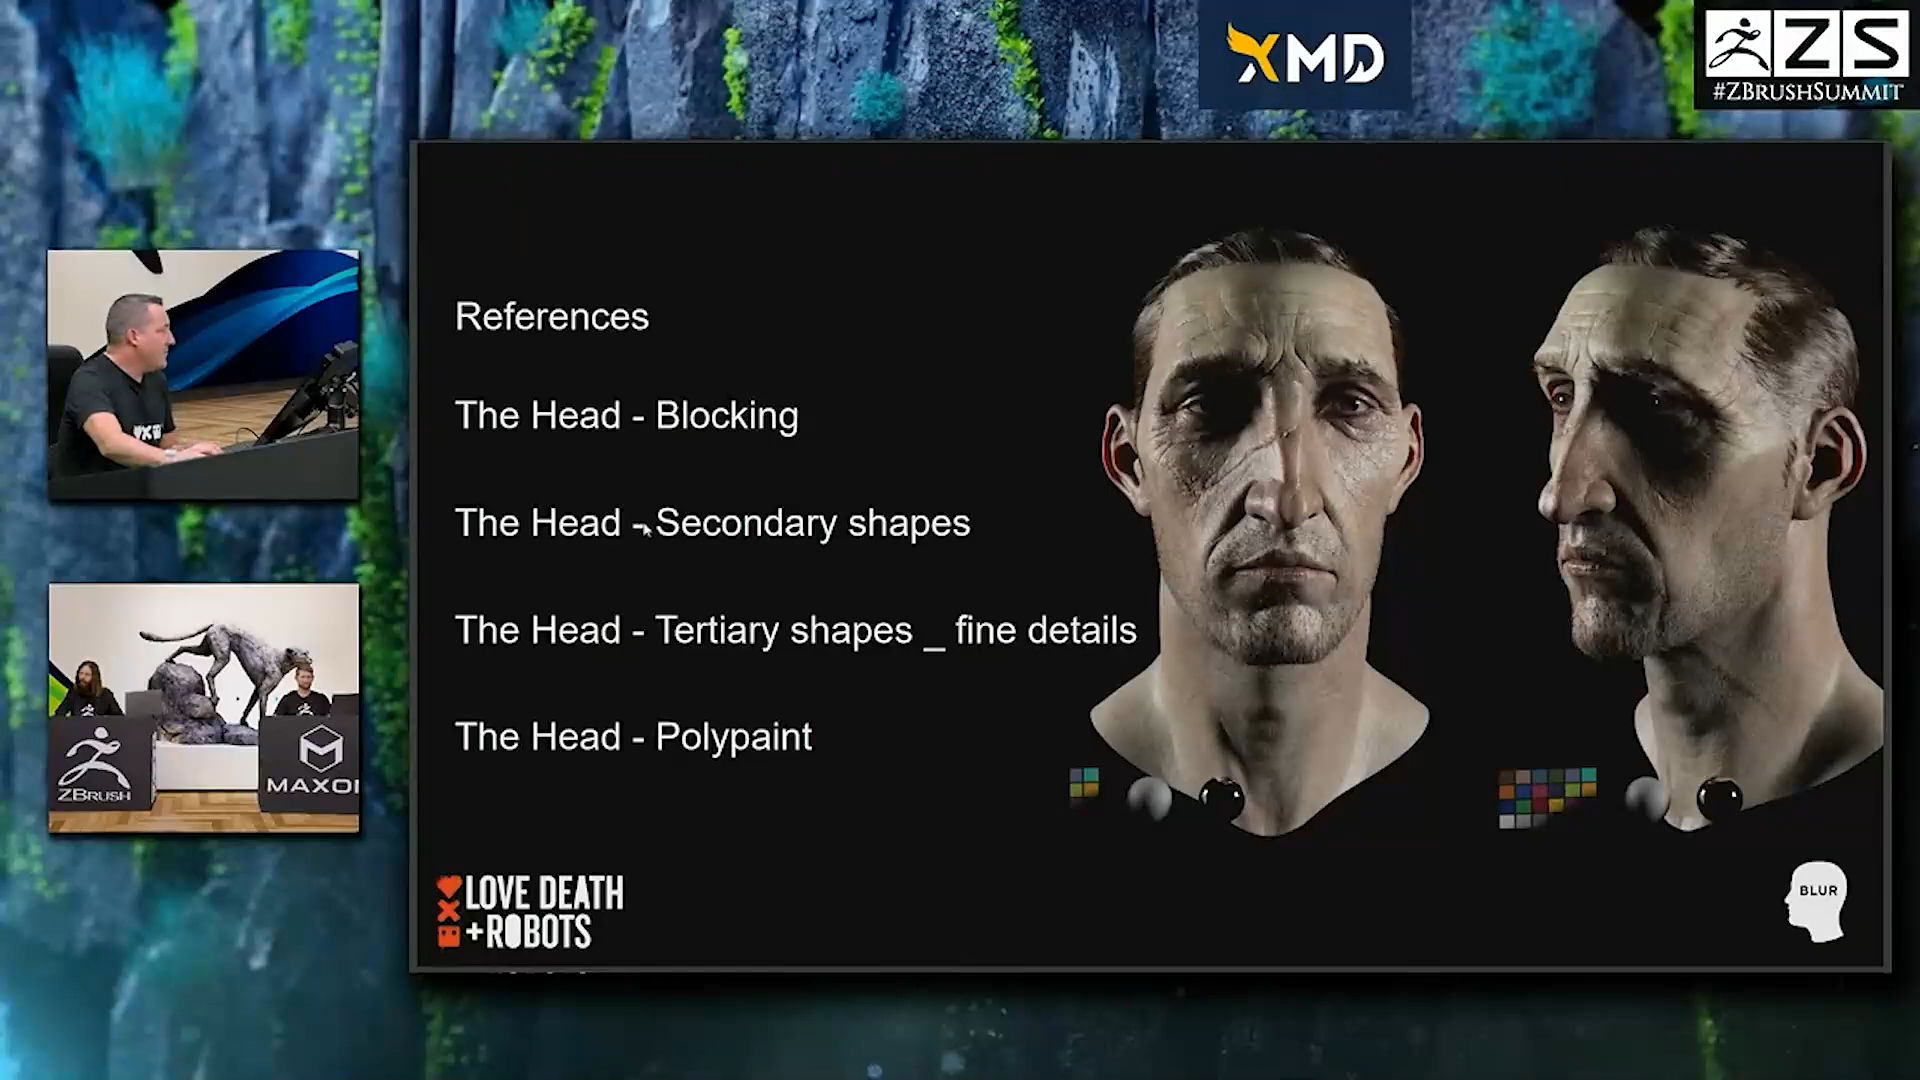 XMD
ZS
#ZBRUSHSUMMIT
References
The Head - Blocking
The Head - Secondary shapes
The Head - Tertiary shapes _ fine details
The Head - Polypaint
ZBRUSH
MAXO
LOVE DEATH
+ROBOTS
BLUR